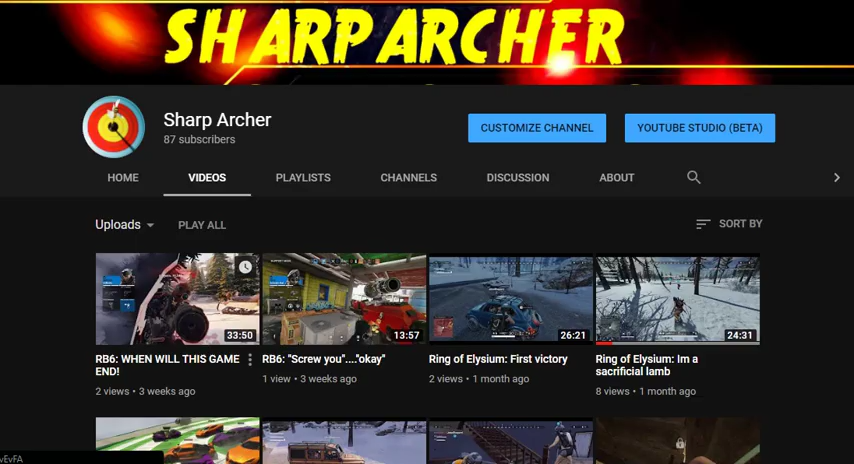 SHARP ARCHER
Sharp Archer
87 subscribers
CUSTOMIZE CHANNEL
YOUTUBE STUDIO (BETA)
HOME VIDEOS PLAYLISTS CHANNELS DISCUSSION ABOUT
Uploads PLAY ALL SORT BY
33:50 13:57 26:21 24:31
RB6: WHEN WILL THIS GAME
END!
2 views • 3 weeks ago
RB6: "Screw you"...."okay"
1 view • 3 weeks ago
Ring of Elysium: First victory
2 views • 1 month ago
Ring of Elysium: Im a
sacrificial lamb
8 views • 1 month ago
vEvFA